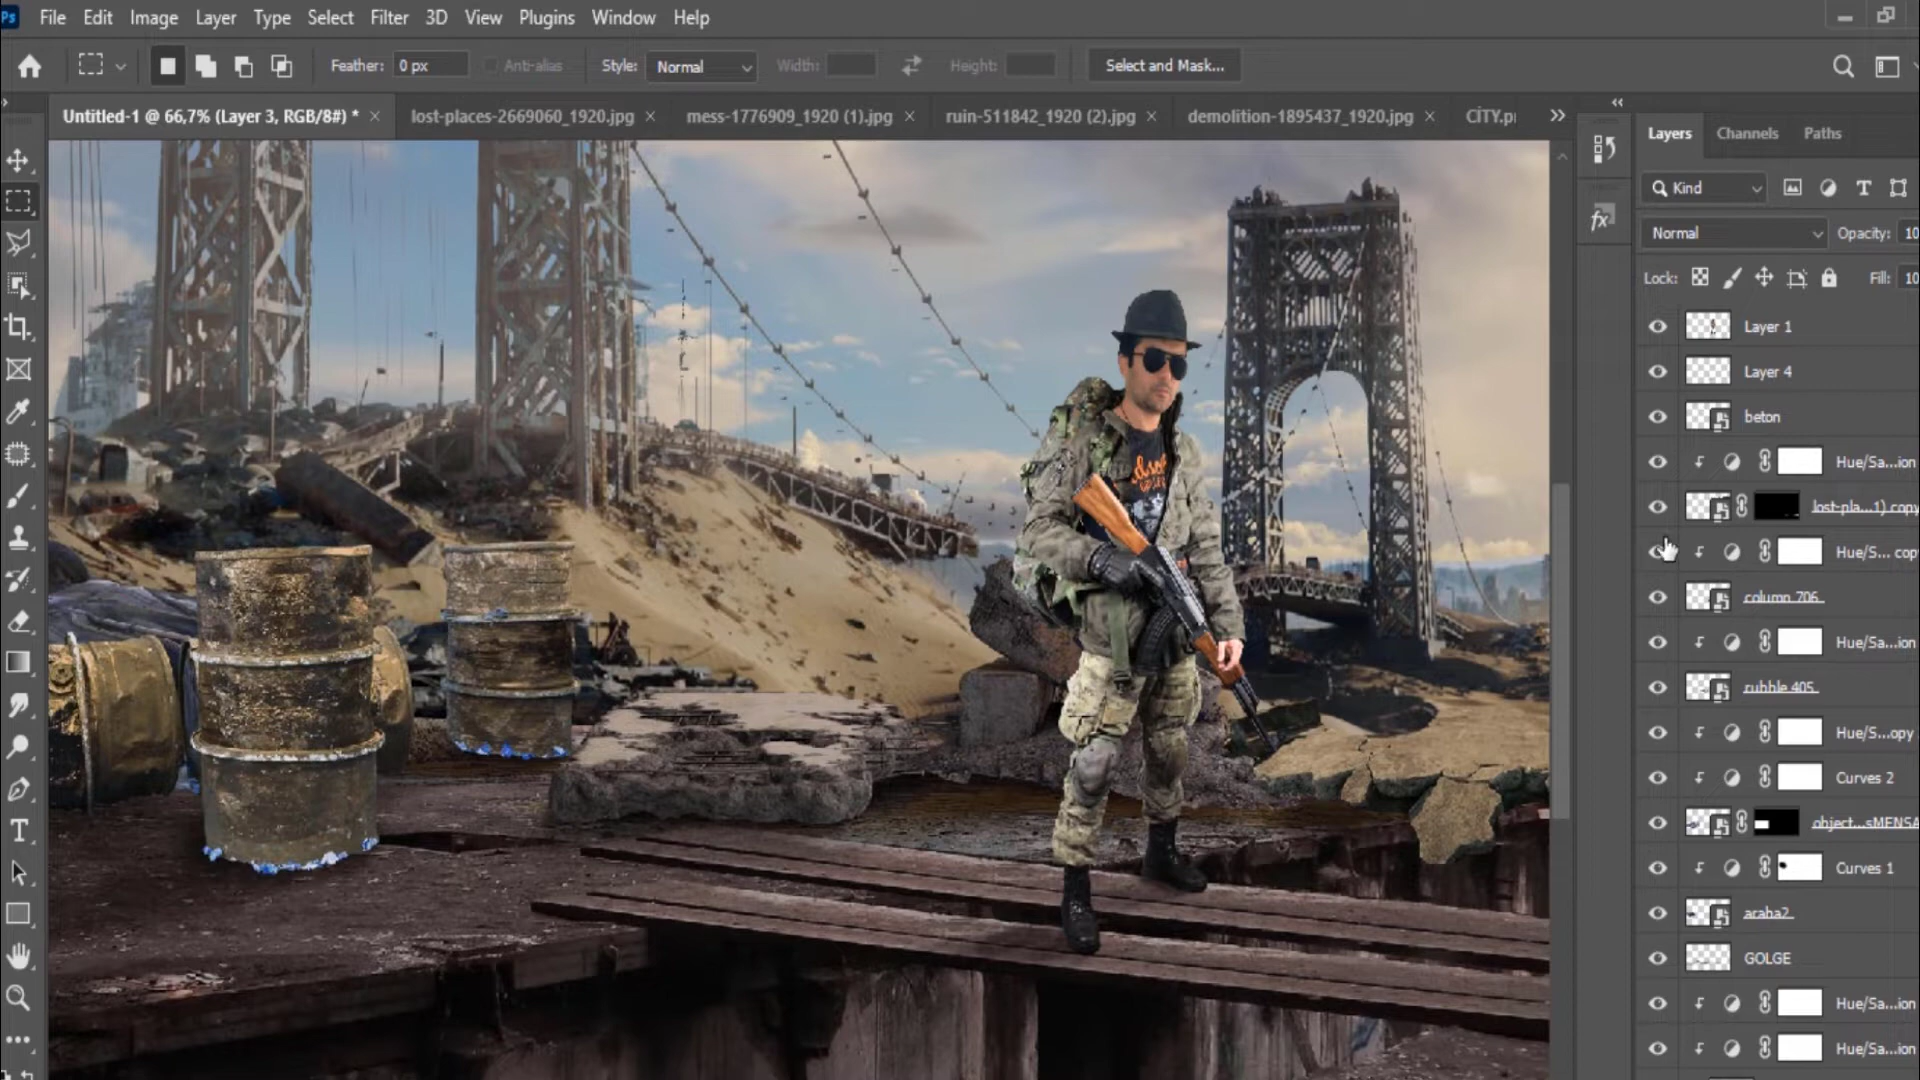 Ps File Edit Image Layer Type Select Filter 3D View Plugins Window Help
Feather: 0 px Anti-alias Style: Normal Width: Height: Select and Mask...
Untitled-1 @ 66,7% (Layer 3, RGB/8#) * lost-places-2669060_1920.jpg mess-1776909_1920 (1).jpg ruin-511842_1920 (2).jpg demolition-1895437_1920.jpg CİTY.p
Layers Channels Paths
Kind
Normal Opacity: 10
Lock: Fill: 10
Layer 1
Layer 4
beton
Hue/Sa...ion
lost-pla...1) copy
Hue/S... cop
column 706
Hue/Sa...ion
rubble 405
Hue/S...opy
Curves 2
object...sMENSA
Curves 1
araba2
GOLGE
Hue/Sa...ion
Hue/Sa...ion